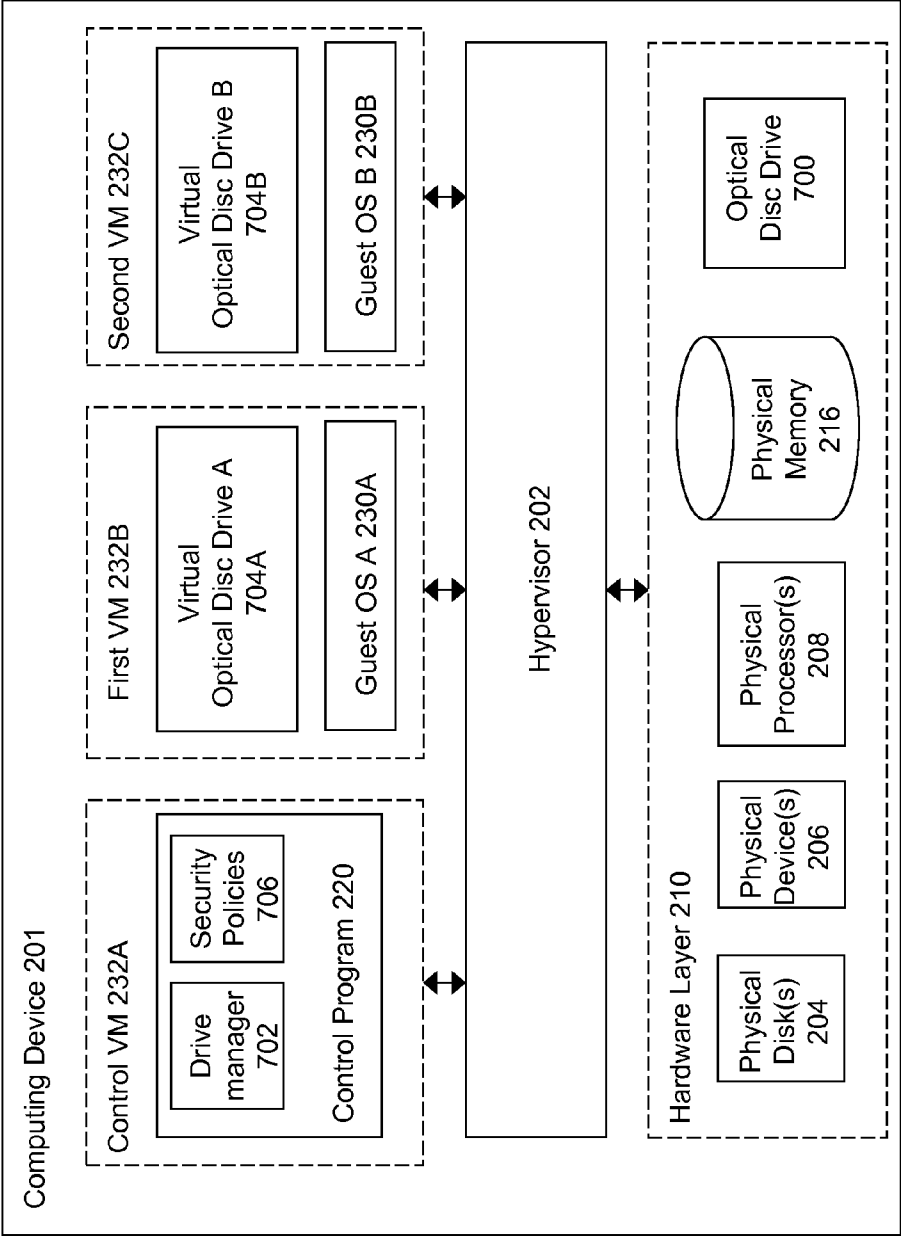 Computing Device 201
Control VM 232A
Drive
manager
702
Security
Policies
706
Control Program 220
First VM 232B
Virtual
Optical Disc Drive A
704A
Guest OS A 230A
Second VM 232C
Virtual
Optical Disc Drive B
704B
Guest OS B 230B
Hypervisor 202
Hardware Layer 210
Physical
Disk(s)
204
Physical
Device(s)
206
Physical
Processor(s)
208
Physical
Memory
216
Optical
Disc Drive
700